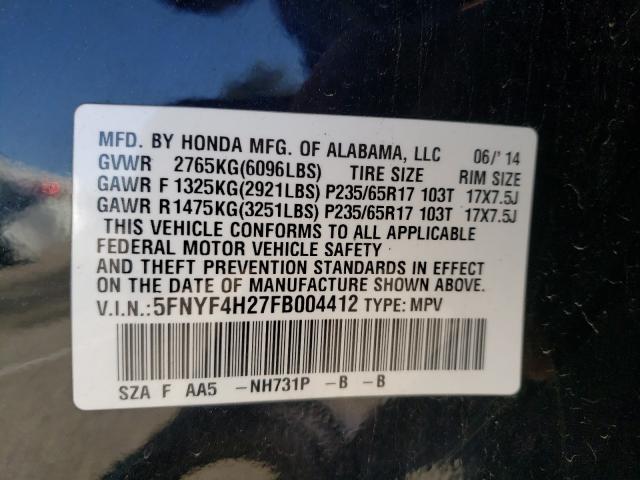 MFD. BY HONDA MFG. OF ALABAMA, LLC 06/'14
GVWR 2765KG(6096LBS) TIRE SIZE RIM SIZE
GAWR F 1325KG(2921LBS) P235/65R17 103T 17X7.5J
GAWR R1475KG(3251LBS) P235/65R17 103T 17X7.5J
THIS VEHICLE CONFORMS TO ALL APPLICABLE
FEDERAL MOTOR VEHICLE SAFETY
AND THEFT PREVENTION STANDARDS IN EFFECT
ON THE DATE OF MANUFACTURE SHOWN ABOVE.
V.I.N.:5FNYF4H27FB004412 TYPE: MPV
SZA F AA5 -NH731P -B -B